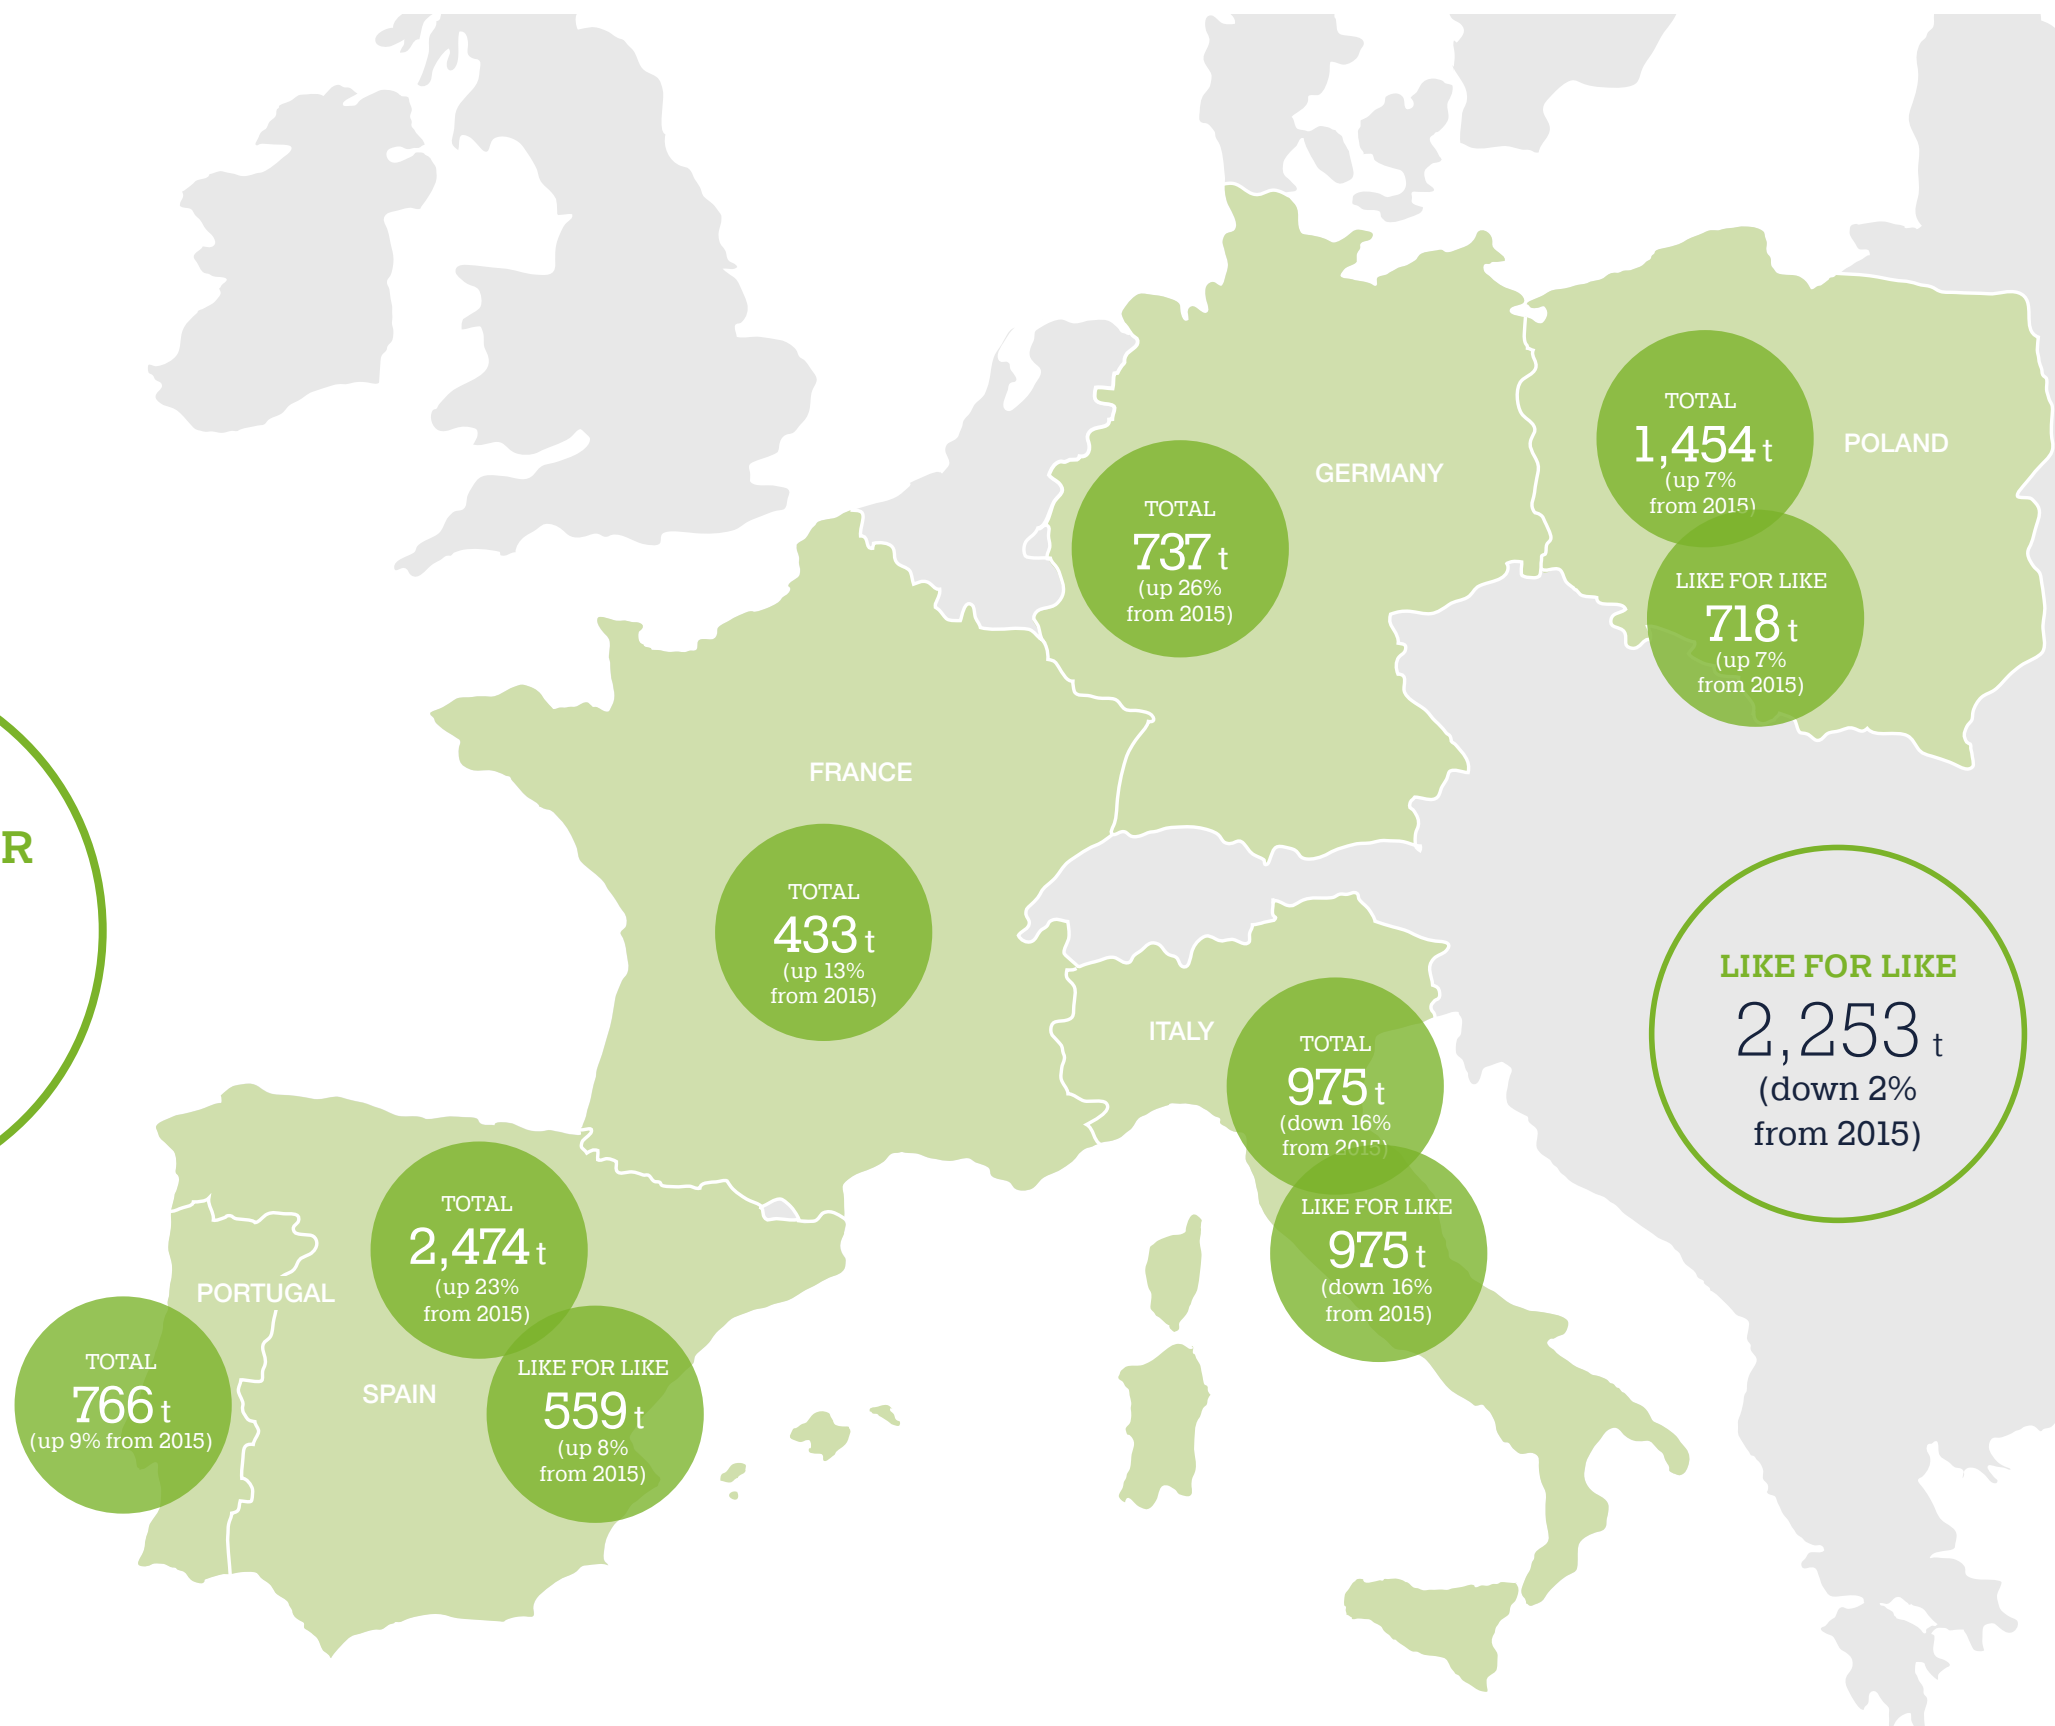 TOTAL
1,454 t
(up 7%
from 2015)
POLAND
GERMANY
TOTAL
737 t
(up 26%
from 2015)
LIKE FOR LIKE
718 t
(up 7%
from 2015)
FRANCE
R
TOTAL
433 t
(up 13%
from 2015)
LIKE FOR LIKE
2,253 t
(down 2%
from 2015)
ITALY
TOTAL
975 t
(down 16%
from 2015)
LIKE FOR LIKE
975 t
(down 16%
from 2015)
TOTAL
2,474 t
(up 23%
from 2015)
PORTUGAL
TOTAL
766 t
(up 9% from 2015)
SPAIN
LIKE FOR LIKE
559 t
(up 8%
from 2015)